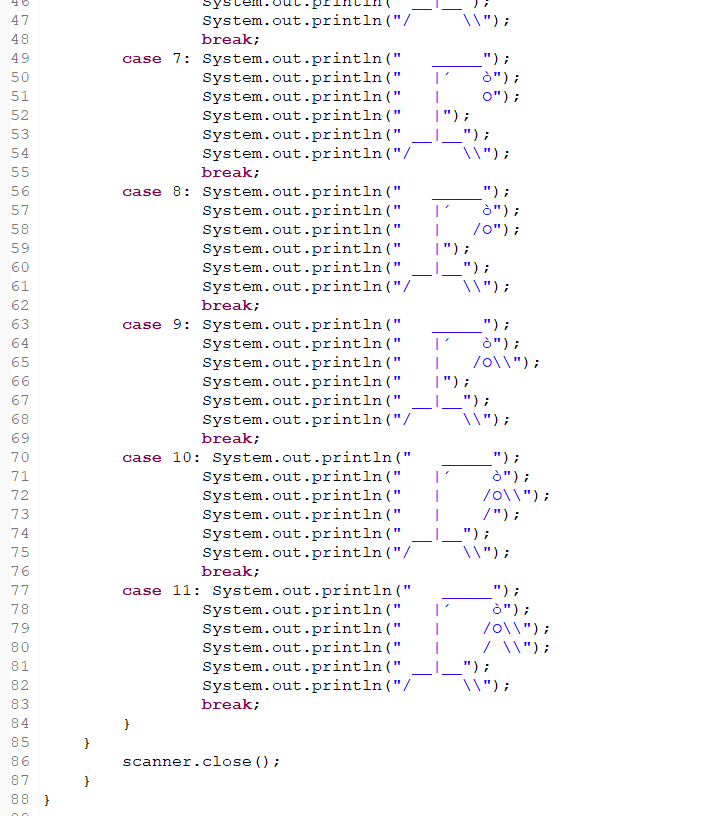 46                 System.out.println(" __|__");
47                 System.out.println("/     \\");
48                 break;
49         case 7: System.out.println("   _____");
50                 System.out.println("   |´   ò");
51                 System.out.println("   |    O");
52                 System.out.println("   |");
53                 System.out.println(" __|__");
54                 System.out.println("/     \\");
55                 break;
56         case 8: System.out.println("   _____");
57                 System.out.println("   |´   ò");
58                 System.out.println("   |   /O");
59                 System.out.println("   |");
60                 System.out.println(" __|__");
61                 System.out.println("/     \\");
62                 break;
63         case 9: System.out.println("   _____");
64                 System.out.println("   |´   ò");
65                 System.out.println("   |   /O\\");
66                 System.out.println("   |");
67                 System.out.println(" __|__");
68                 System.out.println("/     \\");
69                 break;
70         case 10: System.out.println("   _____");
71                 System.out.println("   |´    ò");
72                 System.out.println("   |    /O\\");
73                 System.out.println("   |    /");
74                 System.out.println(" __|__");
75                 System.out.println("/     \\");
76                 break;
77         case 11: System.out.println("   _____");
78                 System.out.println("   |´    ò");
79                 System.out.println("   |    /O\\");
80                 System.out.println("   |    / \\");
81                 System.out.println(" __|__");
82                 System.out.println("/     \\");
83                 break;
84         }
85     }
86         scanner.close();
87     }
88 }